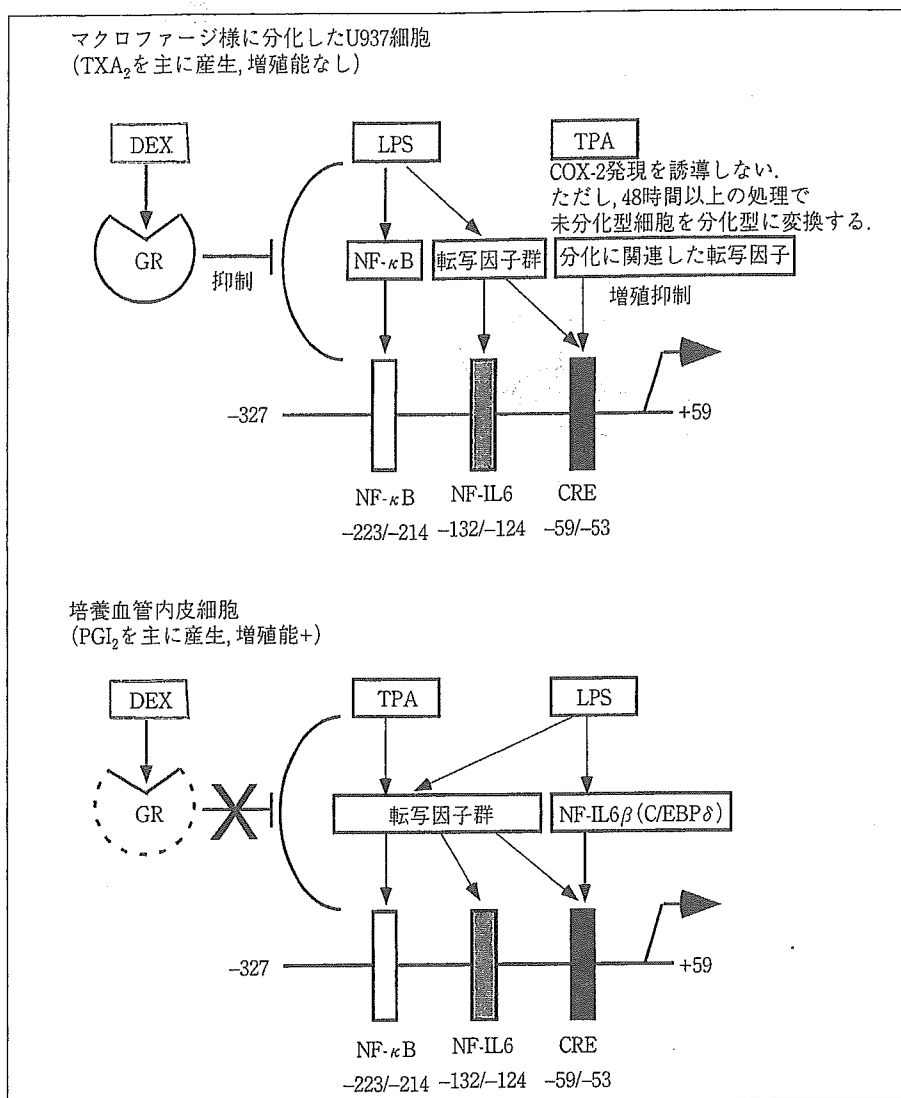 マクロファージ様に分化したU937細胞
(TXA₂を主に産生, 増殖能なし)
DEX
LPS
TPA
COX-2発現を誘導しない.
ただし, 48時間以上の処理で
未分化型細胞を分化型に変換する.
GR
抑制
NF-κB
転写因子群
分化に関連した転写因子
増殖抑制
−327
+59
NF-κB
NF-IL6
CRE
−223/−214
−132/−124
−59/−53
培養血管内皮細胞
(PGI₂を主に産生, 増殖能+)
DEX
TPA
LPS
GR
転写因子群
NF-IL6β(C/EBPδ)
−327
+59
NF-κB
NF-IL6
CRE
−223/−214
−132/−124
−59/−53